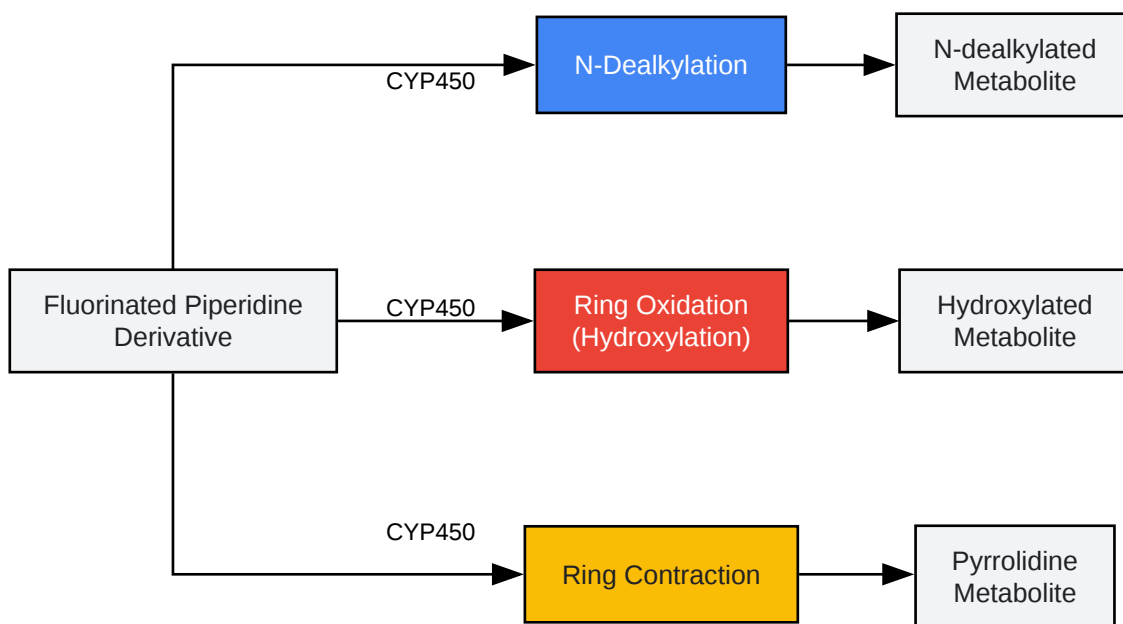 CYP450
N-Dealkylation
N-dealkylated
Metabolite
Fluorinated Piperidine
Derivative
CYP450
Ring Oxidation
(Hydroxylation)
Hydroxylated
Metabolite
CYP450
Ring Contraction
Pyrrolidine
Metabolite